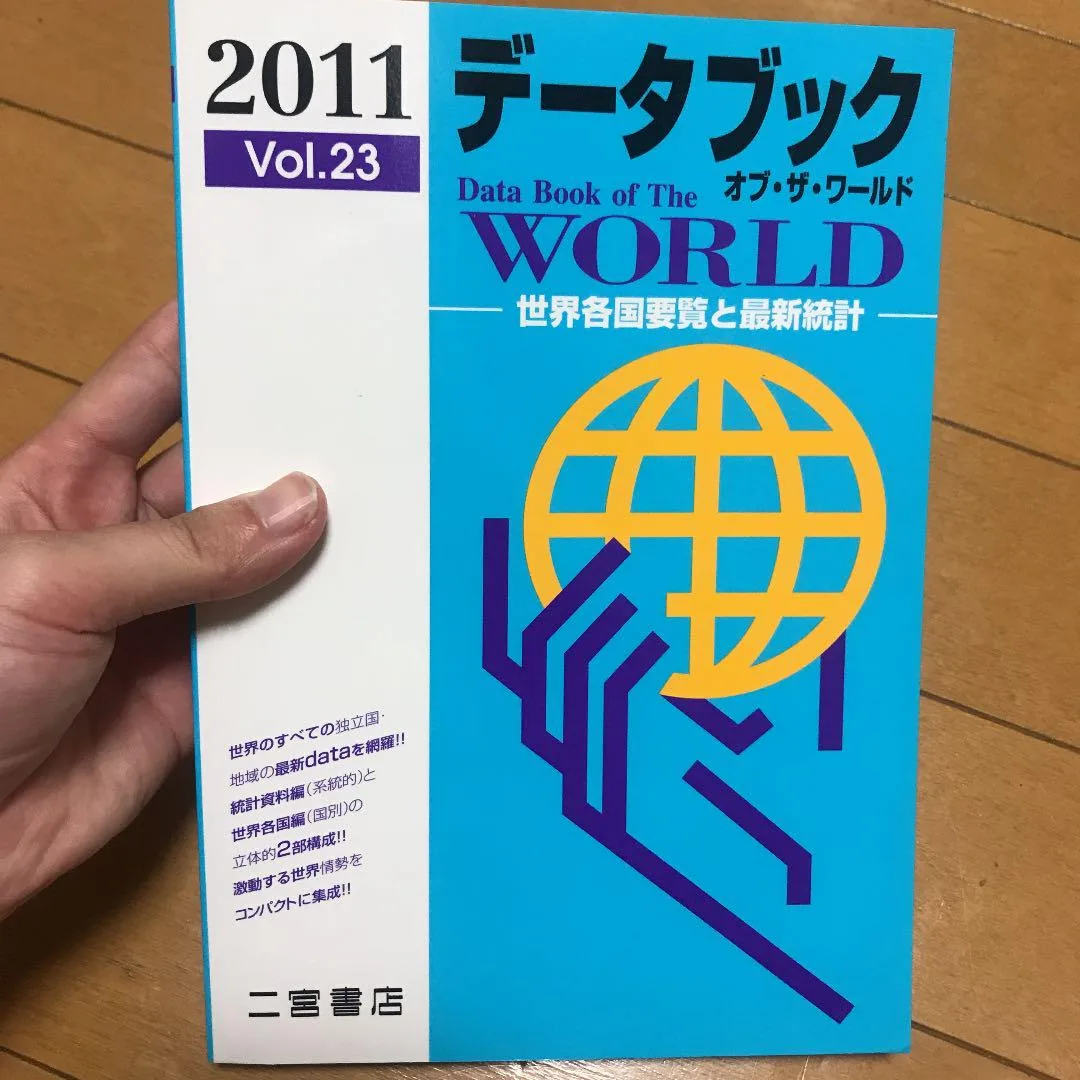 2011
Vol.23
データブック
オブ・ザ・ワールド
Data Book of The
WORLD
世界各国要覧と最新統計
世界のすべての独立国・
地域の最新dataを網羅!!
統計資料編(系統的)と
世界各国編(国別)の
立体的2部構成!!
激動する世界情勢を
コンパクトに集成!!
二宮書店